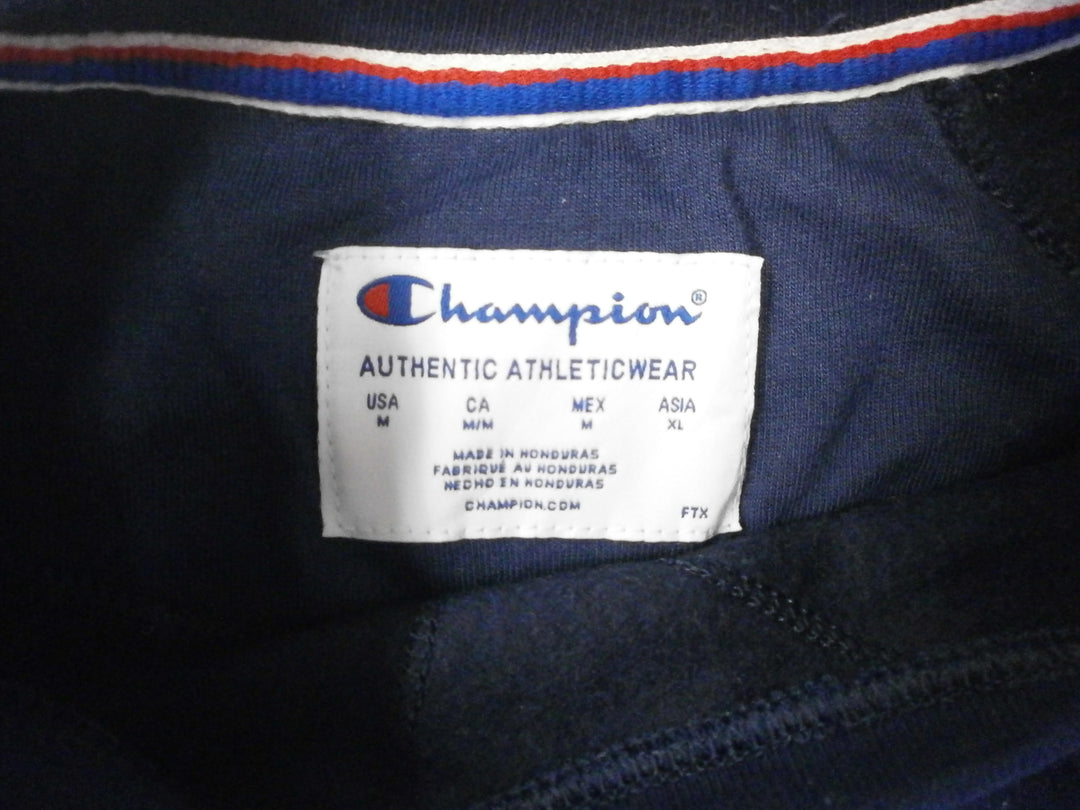 Champion®
AUTHENTIC ATHLETICWEAR
USA CA MEX ASIA
M M/M M XL
MADE IN HONDURAS
FABRIQUÉ AU HONDURAS
HECHO EN HONDURAS
CHAMPION.COM
FTX